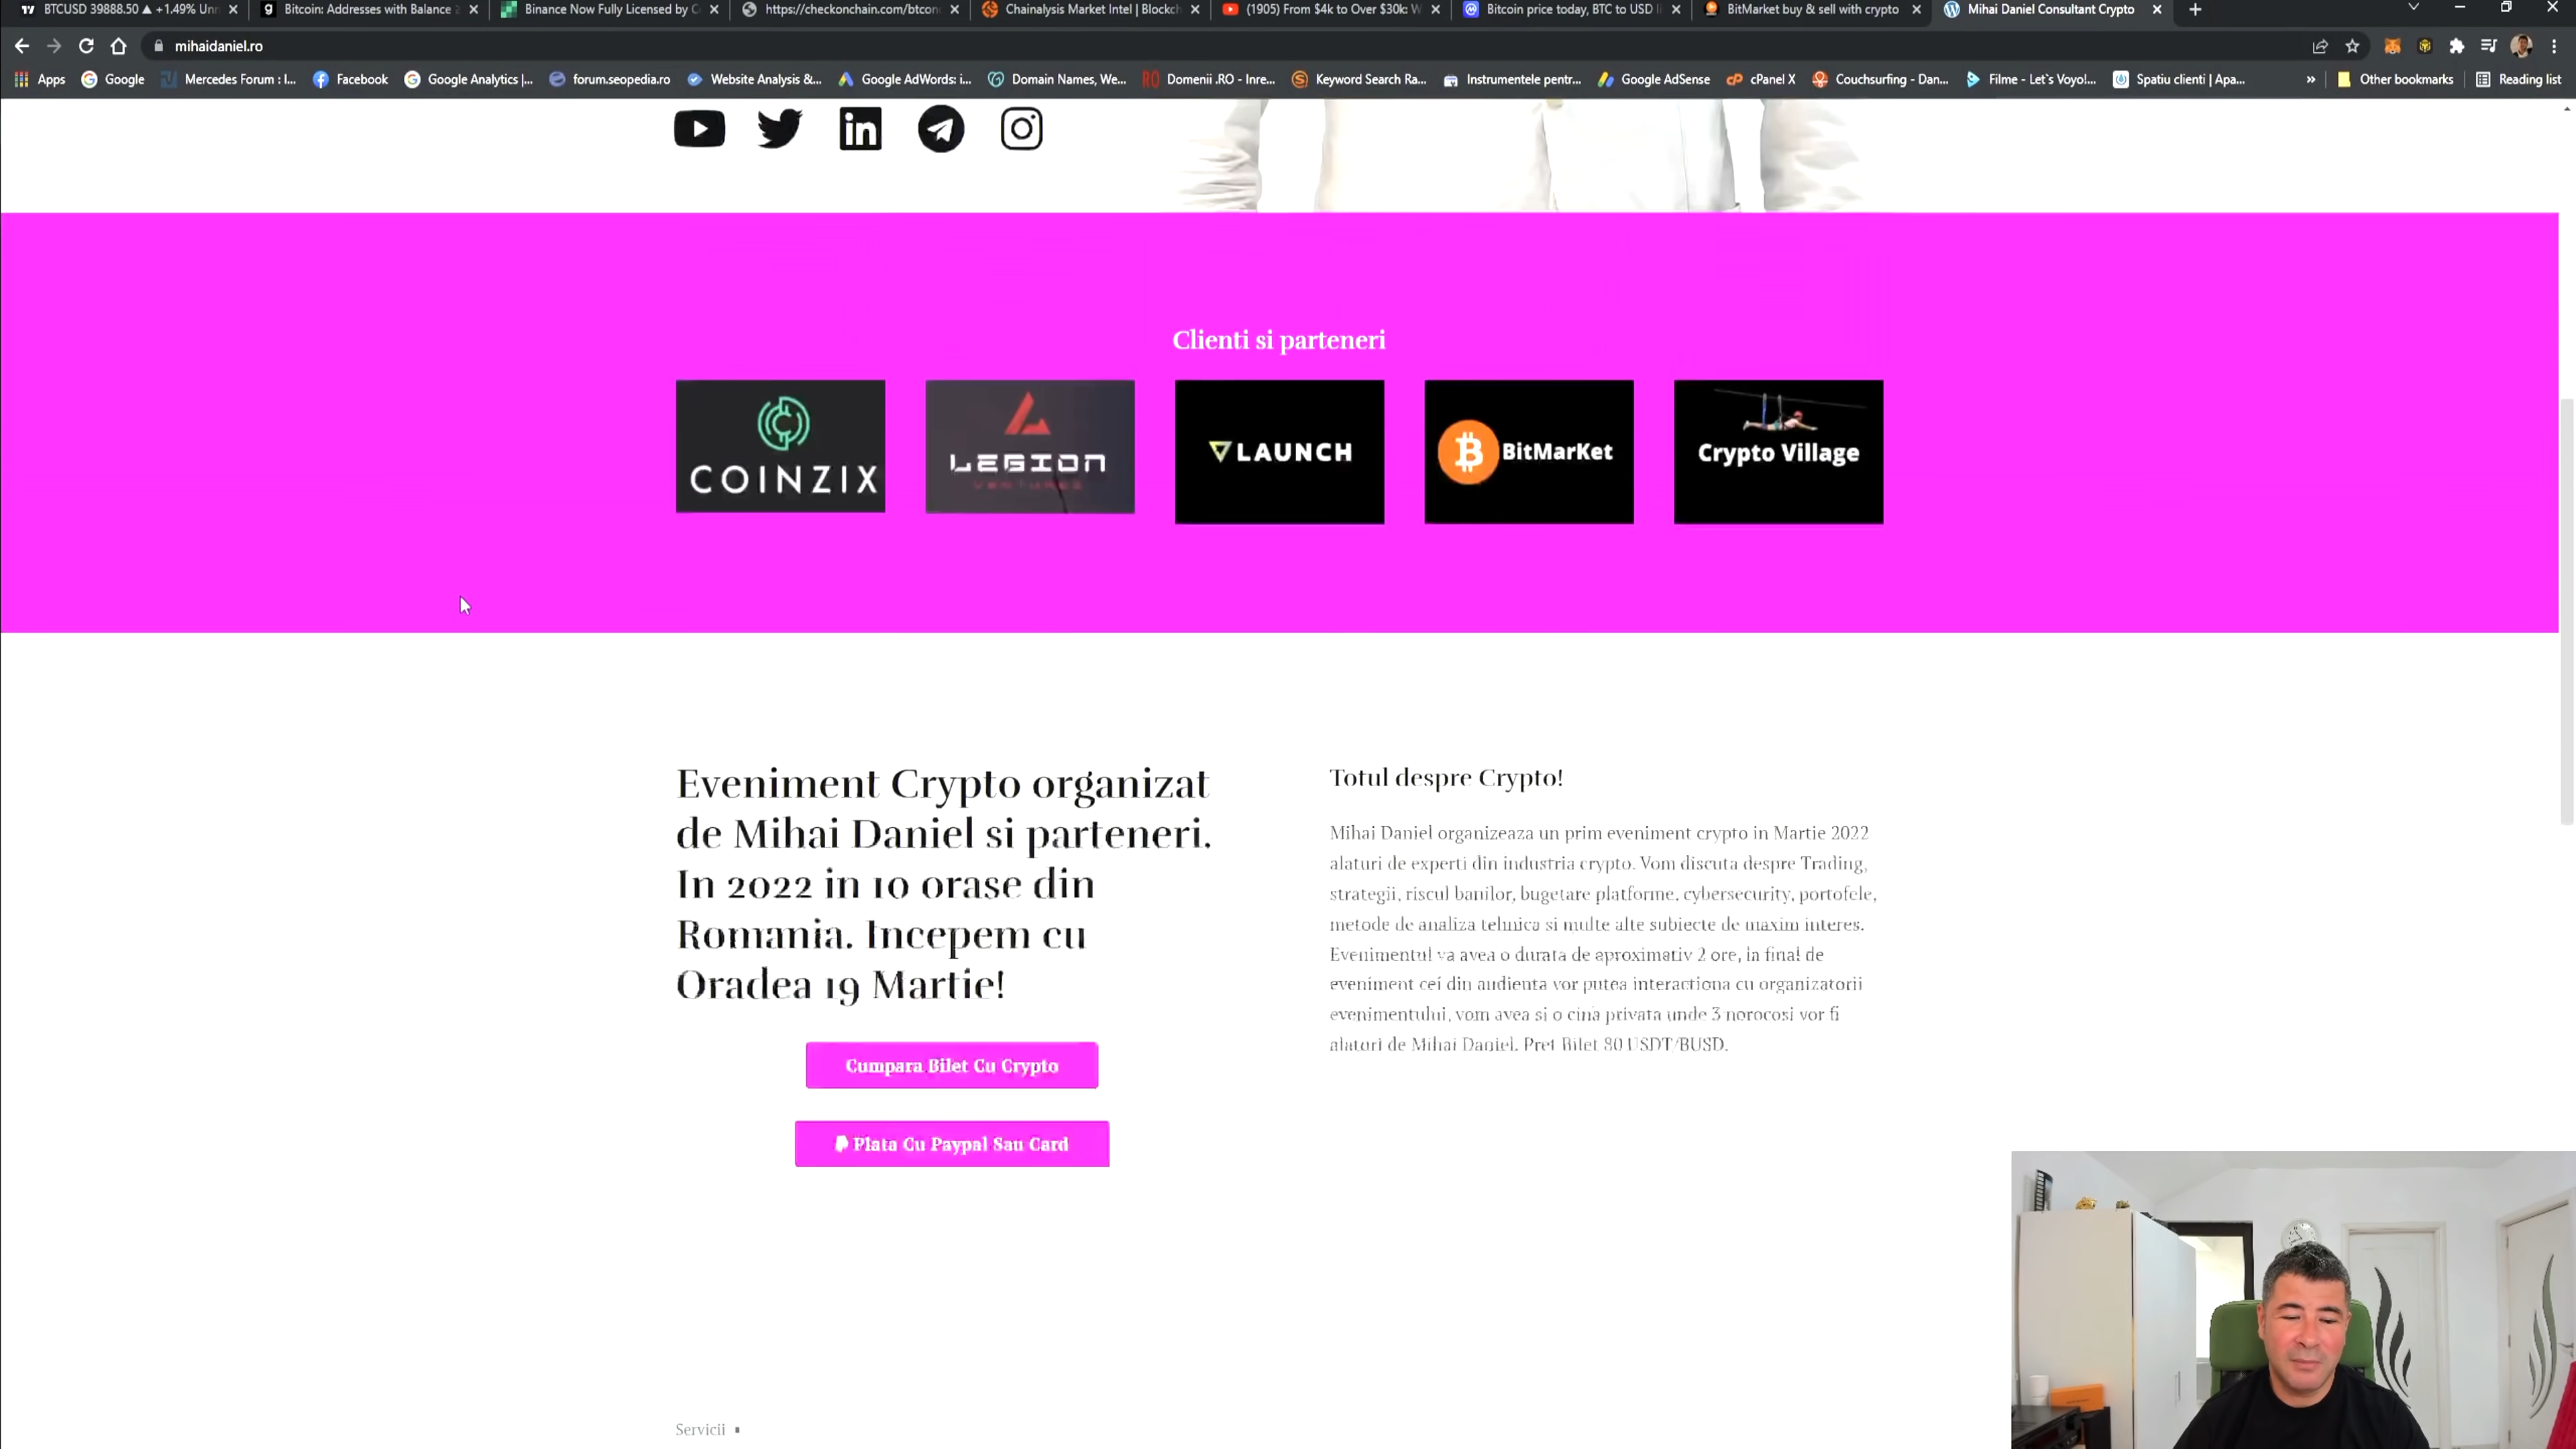 BTCUSD 39888.50 ▲ +1.49% Unn
Bitcoin: Addresses with Balance
Binance Now Fully Licensed by C
https://checkonchain.com/btcon
Chainalysis Market Intel | Blockch
(1905) From $4k to Over $30k: W
Bitcoin price today, BTC to USD li
BitMarket buy & sell with crypto
Mihai Daniel Consultant Crypto
mihaidaniel.ro
Apps
Google
Mercedes Forum : I...
Facebook
Google Analytics |...
forum.seopedia.ro
Website Analysis &...
Google AdWords: i...
Domain Names, We...
Domenii .RO - Inre...
Keyword Search Ra...
Instrumentele pentr...
Google AdSense
cPanel X
Couchsurfing - Dan...
Filme - Let`s Voyo!...
Spatiu clienti | Apa...
»
Other bookmarks
Reading list
Clienti si parteneri
COINZIX
LEGION
VENTURES
LAUNCH
BitMarKet
Crypto Village
Eveniment Crypto organizat
de Mihai Daniel si parteneri.
In 2022 in 10 orase din
Romania. Incepem cu
Oradea 19 Martie!
Cumpara Bilet Cu Crypto
Plata Cu Paypal Sau Card
Totul despre Crypto!
Mihai Daniel organizeaza un prim eveniment crypto in Martie 2022
alaturi de experti din industria crypto. Vom discuta despre Trading,
strategii, riscul banilor, bugetare platforme, cybersecurity, portofele,
metode de analiza tehnica si multe alte subiecte de maxim interes.
Evenimentul va avea o durata de aproximativ 2 ore, la final de
eveniment cei din audienta vor putea interactiona cu organizatorii
evenimentului, vom avea si o cina privata unde 3 norocosi vor fi
alaturi de Mihai Daniel. Pret Bilet 80 USDT/BUSD.
Servicii